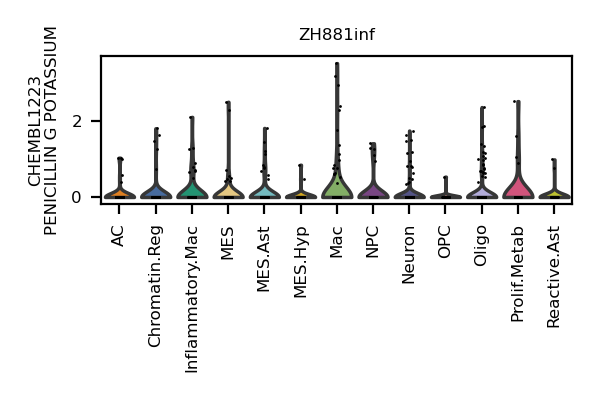 ZH881inf
CHEMBL1223
PENICILLIN G POTASSIUM
2
0
AC
Chromatin.Reg
Inflammatory.Mac
MES
MES.Ast
MES.Hyp
Mac
NPC
Neuron
OPC
Oligo
Prolif.Metab
Reactive.Ast